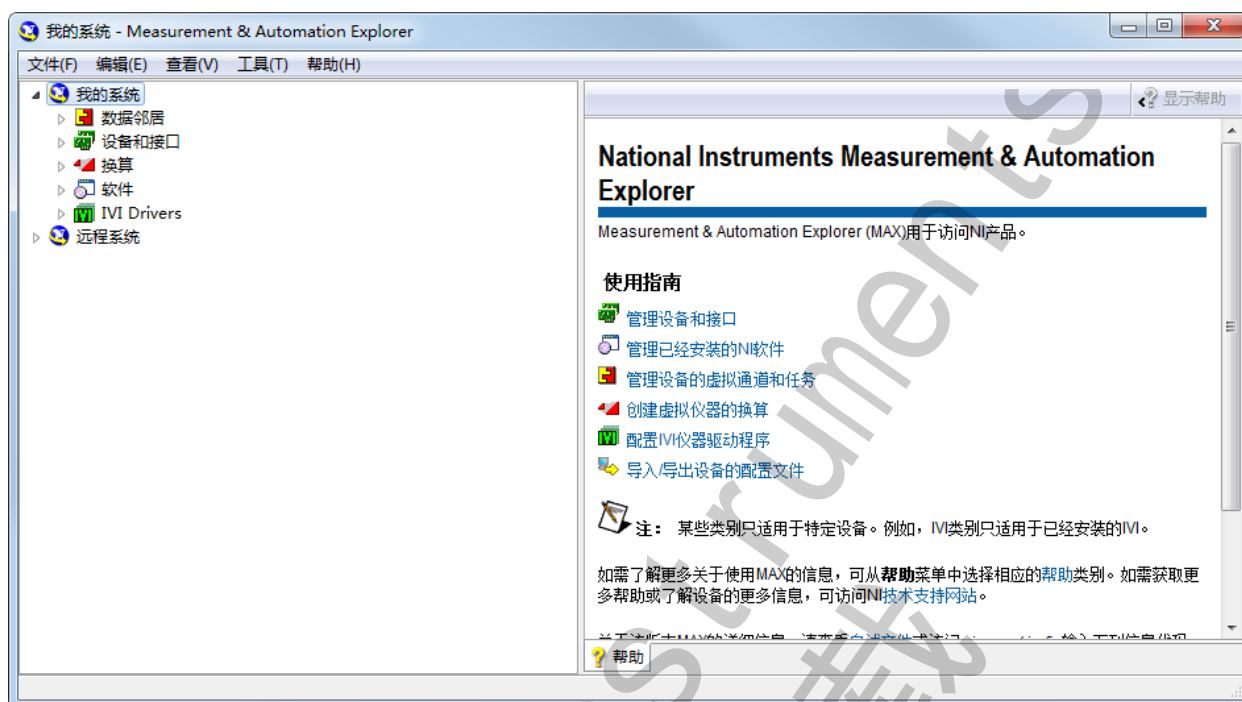 我的系统 - Measurement & Automation Explorer
文件(F) 编辑(E) 查看(V) 工具(T) 帮助(H)
我的系统
数据邻居
设备和接口
换算
软件
IVI Drivers
远程系统
显示帮助
National Instruments Measurement & Automation
Explorer
Measurement & Automation Explorer (MAX)用于访问NI产品。
使用指南
管理设备和接口
管理已经安装的NI软件
管理设备的虚拟通道和任务
创建虚拟仪器的换算
配置IVI仪器驱动程序
导入/导出设备的配置文件
注： 某些类别只适用于特定设备。例如，IVI类别只适用于已经安装的IVI。
如需了解更多关于使用MAX的信息，可从帮助菜单中选择相应的帮助类别。如需获取更
多帮助或了解设备的更多信息，可访问NI技术支持网站。
帮助